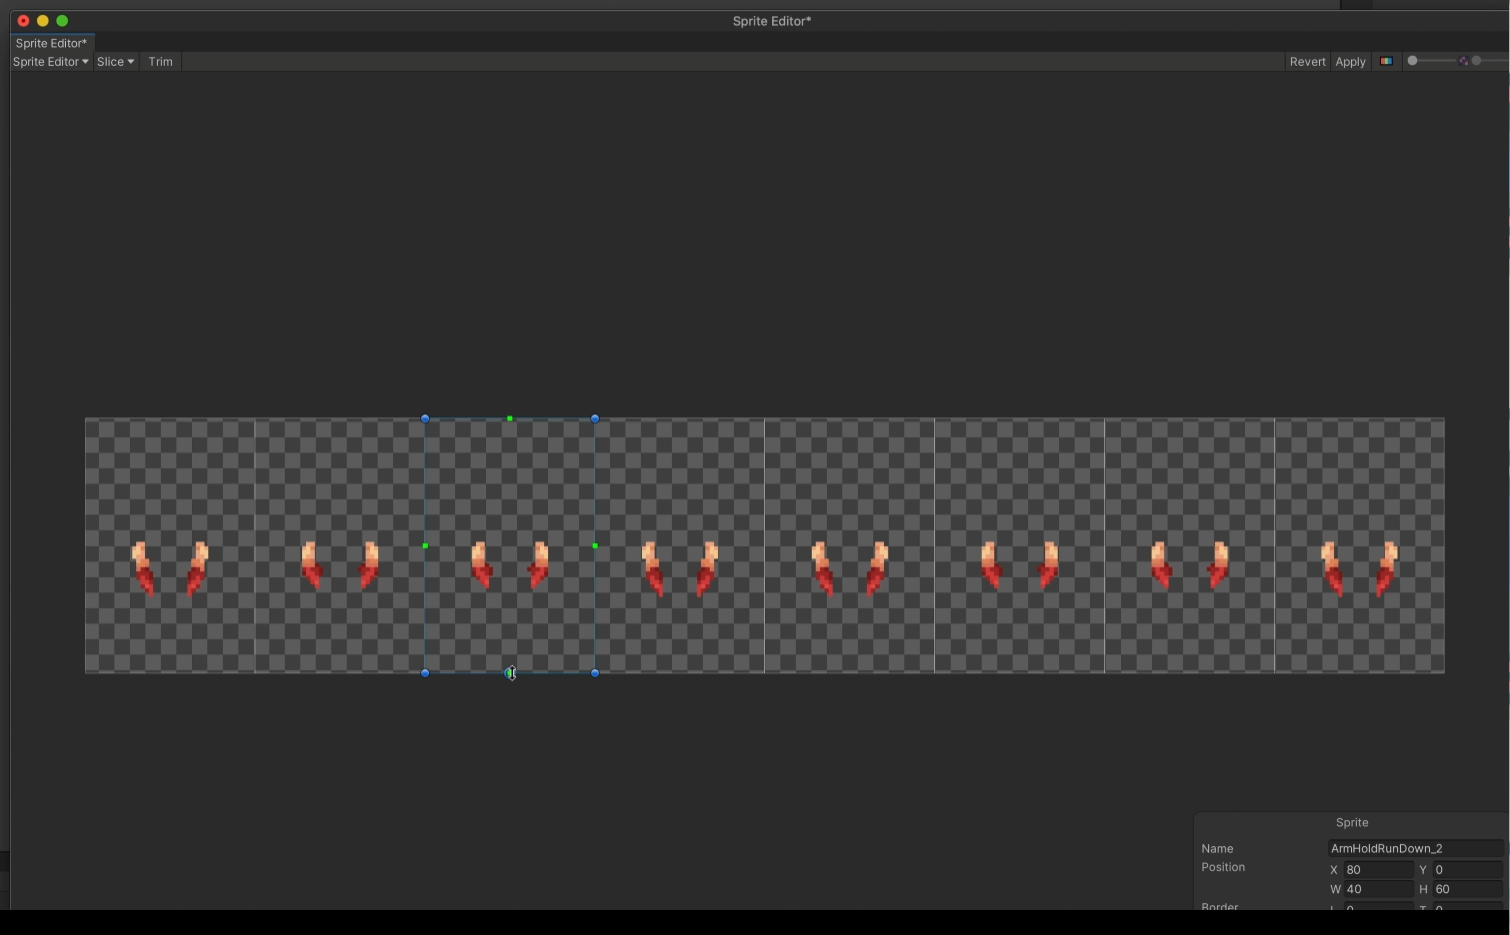 Sprite Editor*
Sprite Editor*
Sprite Editor Slice Trim Revert Apply
Sprite
Name ArmHoldRunDown_2
Position X 80 Y 0
W 40 H 60
Border L 0 T 0